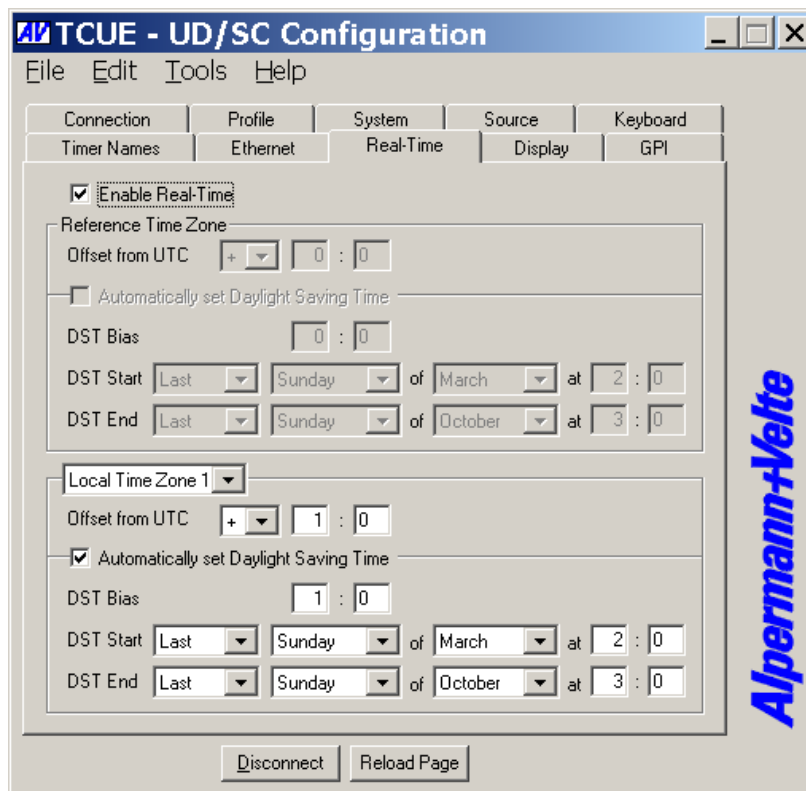 AV TCUE - UD/SC Configuration
File Edit Tools Help
Connection Profile System Source Keyboard
Timer Names Ethernet Real-Time Display GPI
Enable Real-Time
Reference Time Zone
Offset from UTC + 0 : 0
Automatically set Daylight Saving Time
DST Bias 0 : 0
DST Start Last Sunday of March at 2 : 0
DST End Last Sunday of October at 3 : 0
Local Time Zone 1
Offset from UTC + 1 : 0
Automatically set Daylight Saving Time
DST Bias 1 : 0
DST Start Last Sunday of March at 2 : 0
DST End Last Sunday of October at 3 : 0
Disconnect Reload Page
Alpermann+Velte